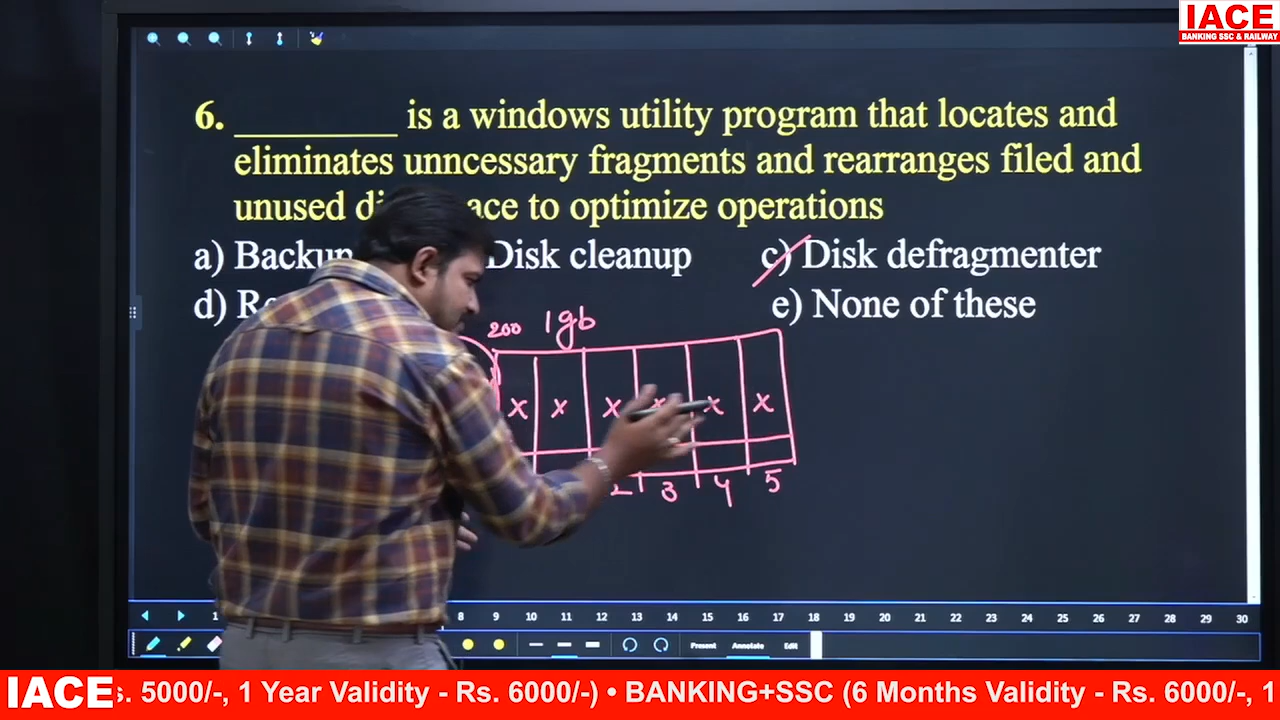 IACE
BANKING SSC & RAILWAY
6. ________ is a windows utility program that locates and
eliminates unncessary fragments and rearranges filed and
unused to optimize operations
a) Backup Disk cleanup c) Disk defragmenter
d) e) None of these
200 1gb
x x x x x x
2 3 4 5
1 8 9 10 11 12 13 14 15 16 17 18 19 20 21 22 23 24 25 26 27 28 29 30
Present Annotate Edit
IACE s. 5000/-, 1 Year Validity - Rs. 6000/-) • BANKING+SSC (6 Months Validity - Rs. 6000/-, 1